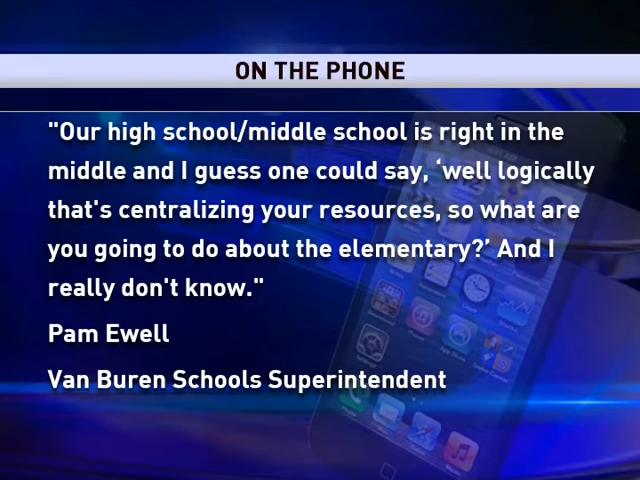 ON THE PHONE
"Our high school/middle school is right in the
middle and I guess one could say, ‘well logically
that's centralizing your resources, so what are
you going to do about the elementary?’ And I
really don't know."
Pam Ewell
Van Buren Schools Superintendent